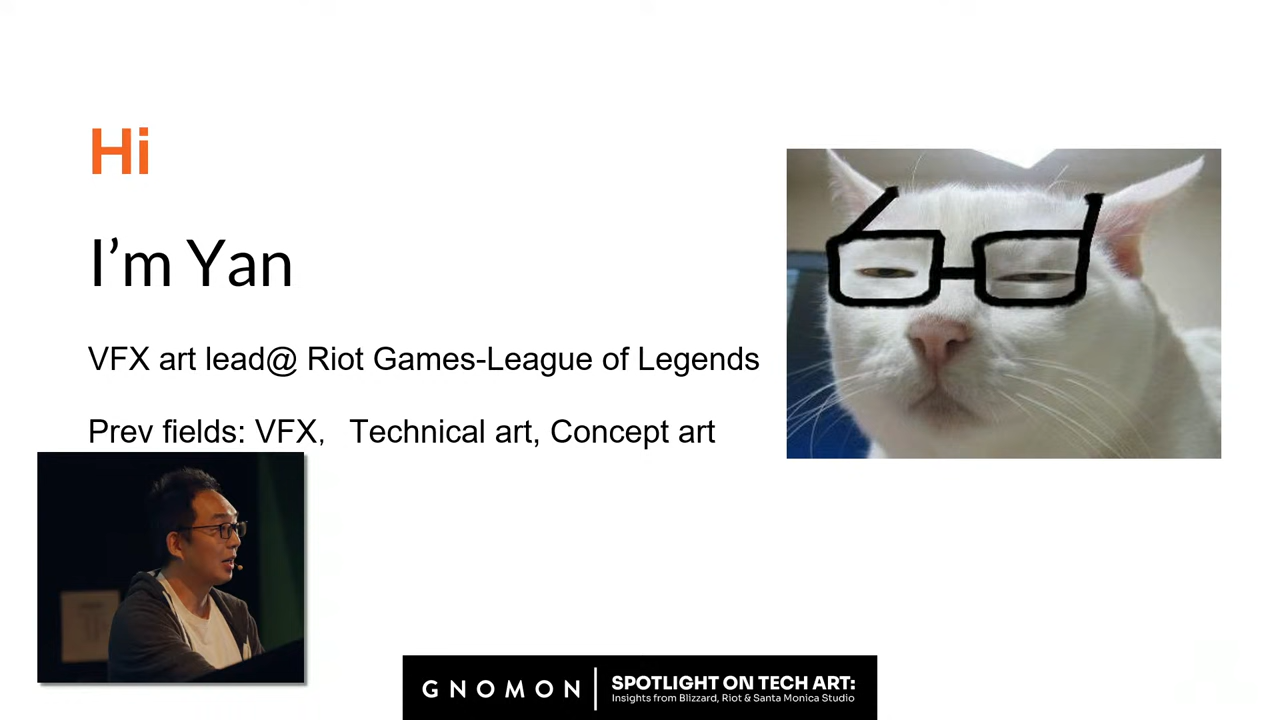 Hi
I’m Yan
VFX art lead@ Riot Games-League of Legends
Prev fields: VFX， Technical art, Concept art
GNOMON
SPOTLIGHT ON TECH ART:
Insights from Blizzard, Riot & Santa Monica Studio